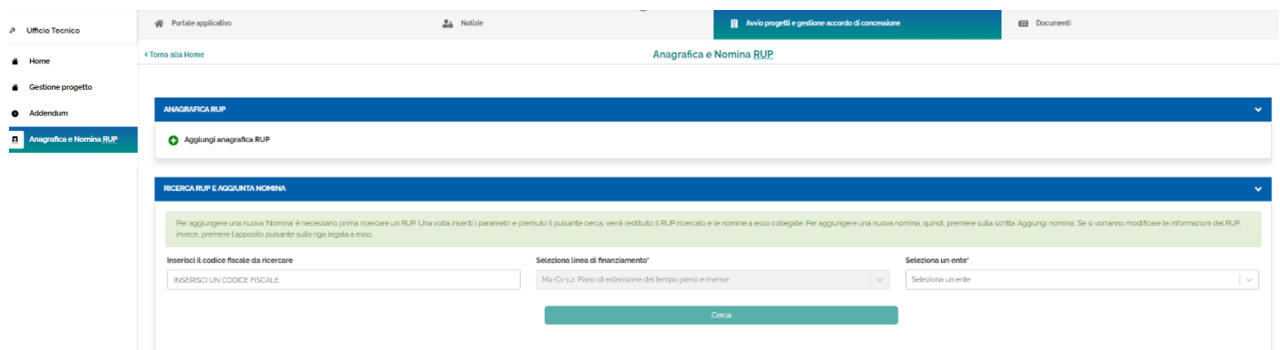 Portale applicativo
Notizie
Avvio progetti e gestione accordo di concessione
Documenti
Ufficio Tecnico
Home
Gestione progetto
Addendum
Anagrafica e Nomina RUP
< Torna alla Home
Anagrafica e Nomina RUP
ANAGRAFICA RUP
Aggiungi anagrafica RUP
RICERCA RUP E AGGIUNTA NOMINA
Per aggiungere una nuova 'Nomina' è necessario prima ricercare un RUP. Una volta inseriti i parametri e premuto il pulsante cerca, verrà restituito il RUP ricercato e le nomine a esso collegate. Per aggiungere una nuova nomina, quindi, premere sulla scritta 'Aggiungi nomina'. Se si vorranno modificare le informazioni del RUP,
invece, premere l'apposito pulsante sulla riga legata a esso.
Inserisci il codice fiscale da ricercare
Seleziona linea di finanziamento*
Seleziona un ente*
INSERISCI UN CODICE FISCALE
M4-C1-1.2: Piano di estensione del tempo pieno e mense
Seleziona un ente
Cerca